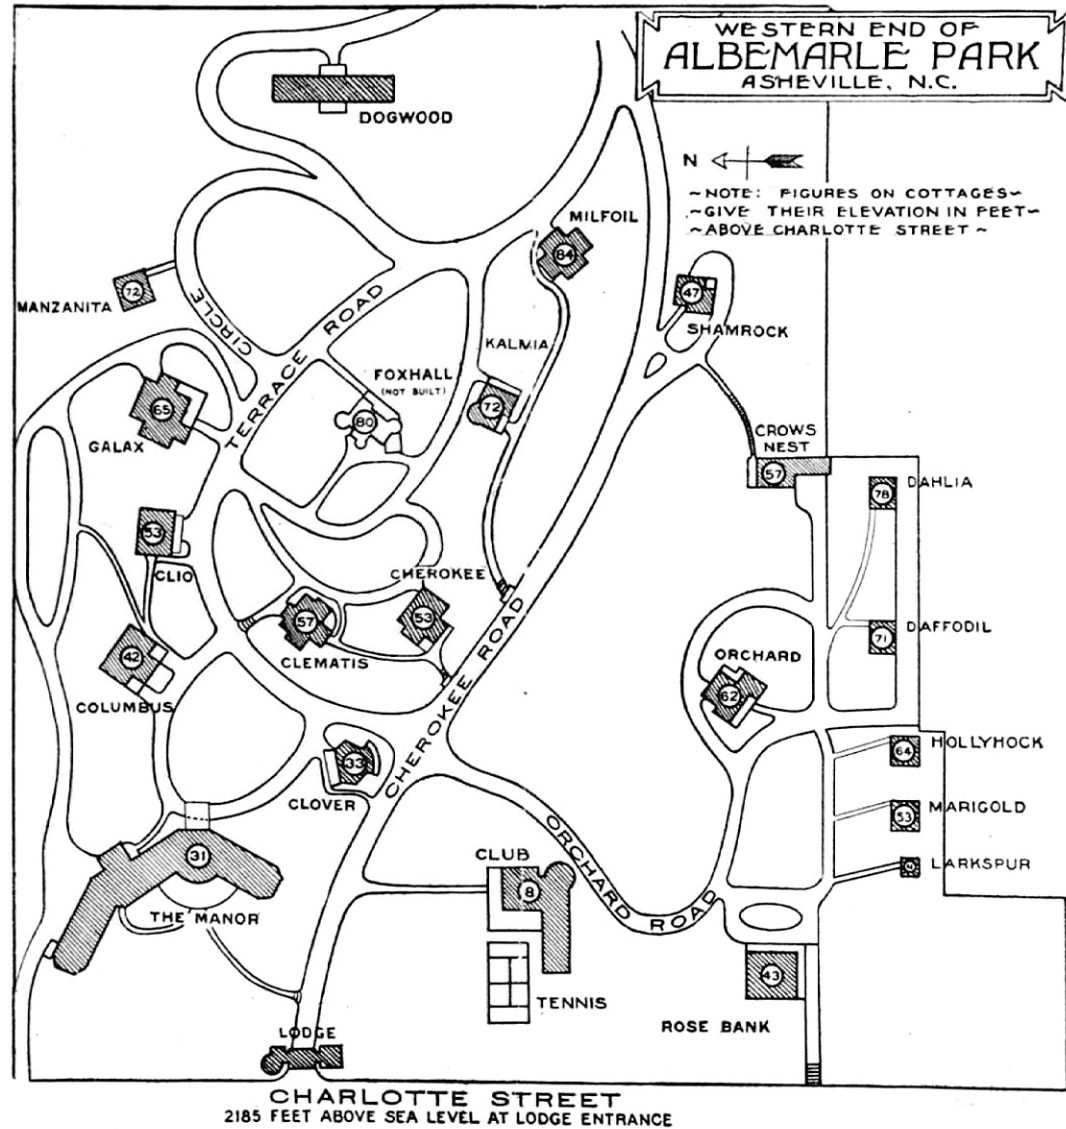 WESTERN END OF
ALBEMARLE PARK
ASHEVILLE, N.C.
DOGWOOD
N
~NOTE: FIGURES ON COTTAGES~
~GIVE THEIR ELEVATION IN FEET~
~ABOVE CHARLOTTE STREET~
MILFOIL
84
MANZANITA
72
CIRCLE
TERRACE ROAD
47
SHAMROCK
KALMIA
72
FOXHALL
(NOT BUILT)
80
65
GALAX
CROWS
NEST
57
78
DAHLIA
53
CLIO
CHEROKEE
53
57
CLEMATIS
71
DAFFODIL
42
COLUMBUS
ORCHARD
62
CHEROKEE ROAD
33
CLOVER
64
HOLLYHOCK
53
MARIGOLD
LARKSPUR
ORCHARD ROAD
CLUB
8
31
THE MANOR
TENNIS
43
ROSE BANK
LODGE
CHARLOTTE STREET
2185 FEET ABOVE SEA LEVEL AT LODGE ENTRANCE